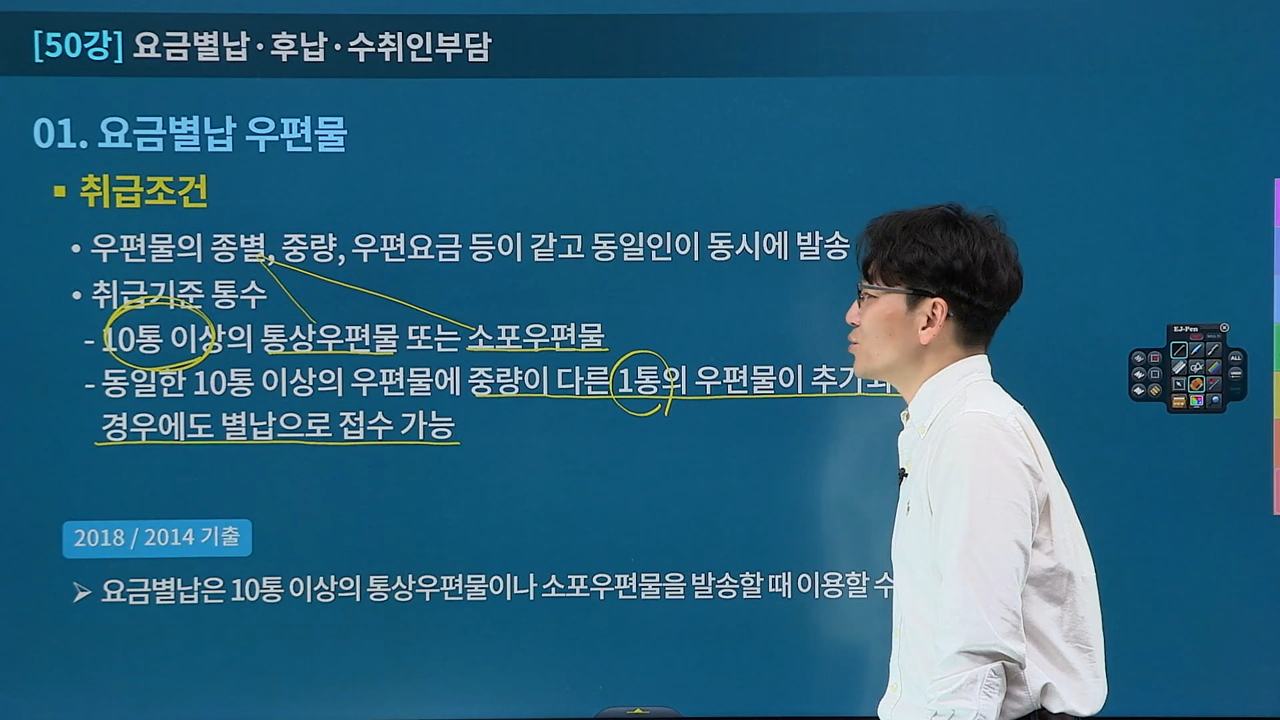 [50강] 요금별납·후납·수취인부담
01. 요금별납 우편물
▪ 취급조건
• 우편물의 종별, 중량, 우편요금 등이 같고 동일인이 동시에 발송
• 취급기준 통수
- 10통 이상의 통상우편물 또는 소포우편물
- 동일한 10통 이상의 우편물에 중량이 다른 1통의 우편물이 추가되
경우에도 별납으로 접수 가능
2018 / 2014 기출
➢ 요금별납은 10통 이상의 통상우편물이나 소포우편물을 발송할 때 이용할 수
EJ-Pen
ALL